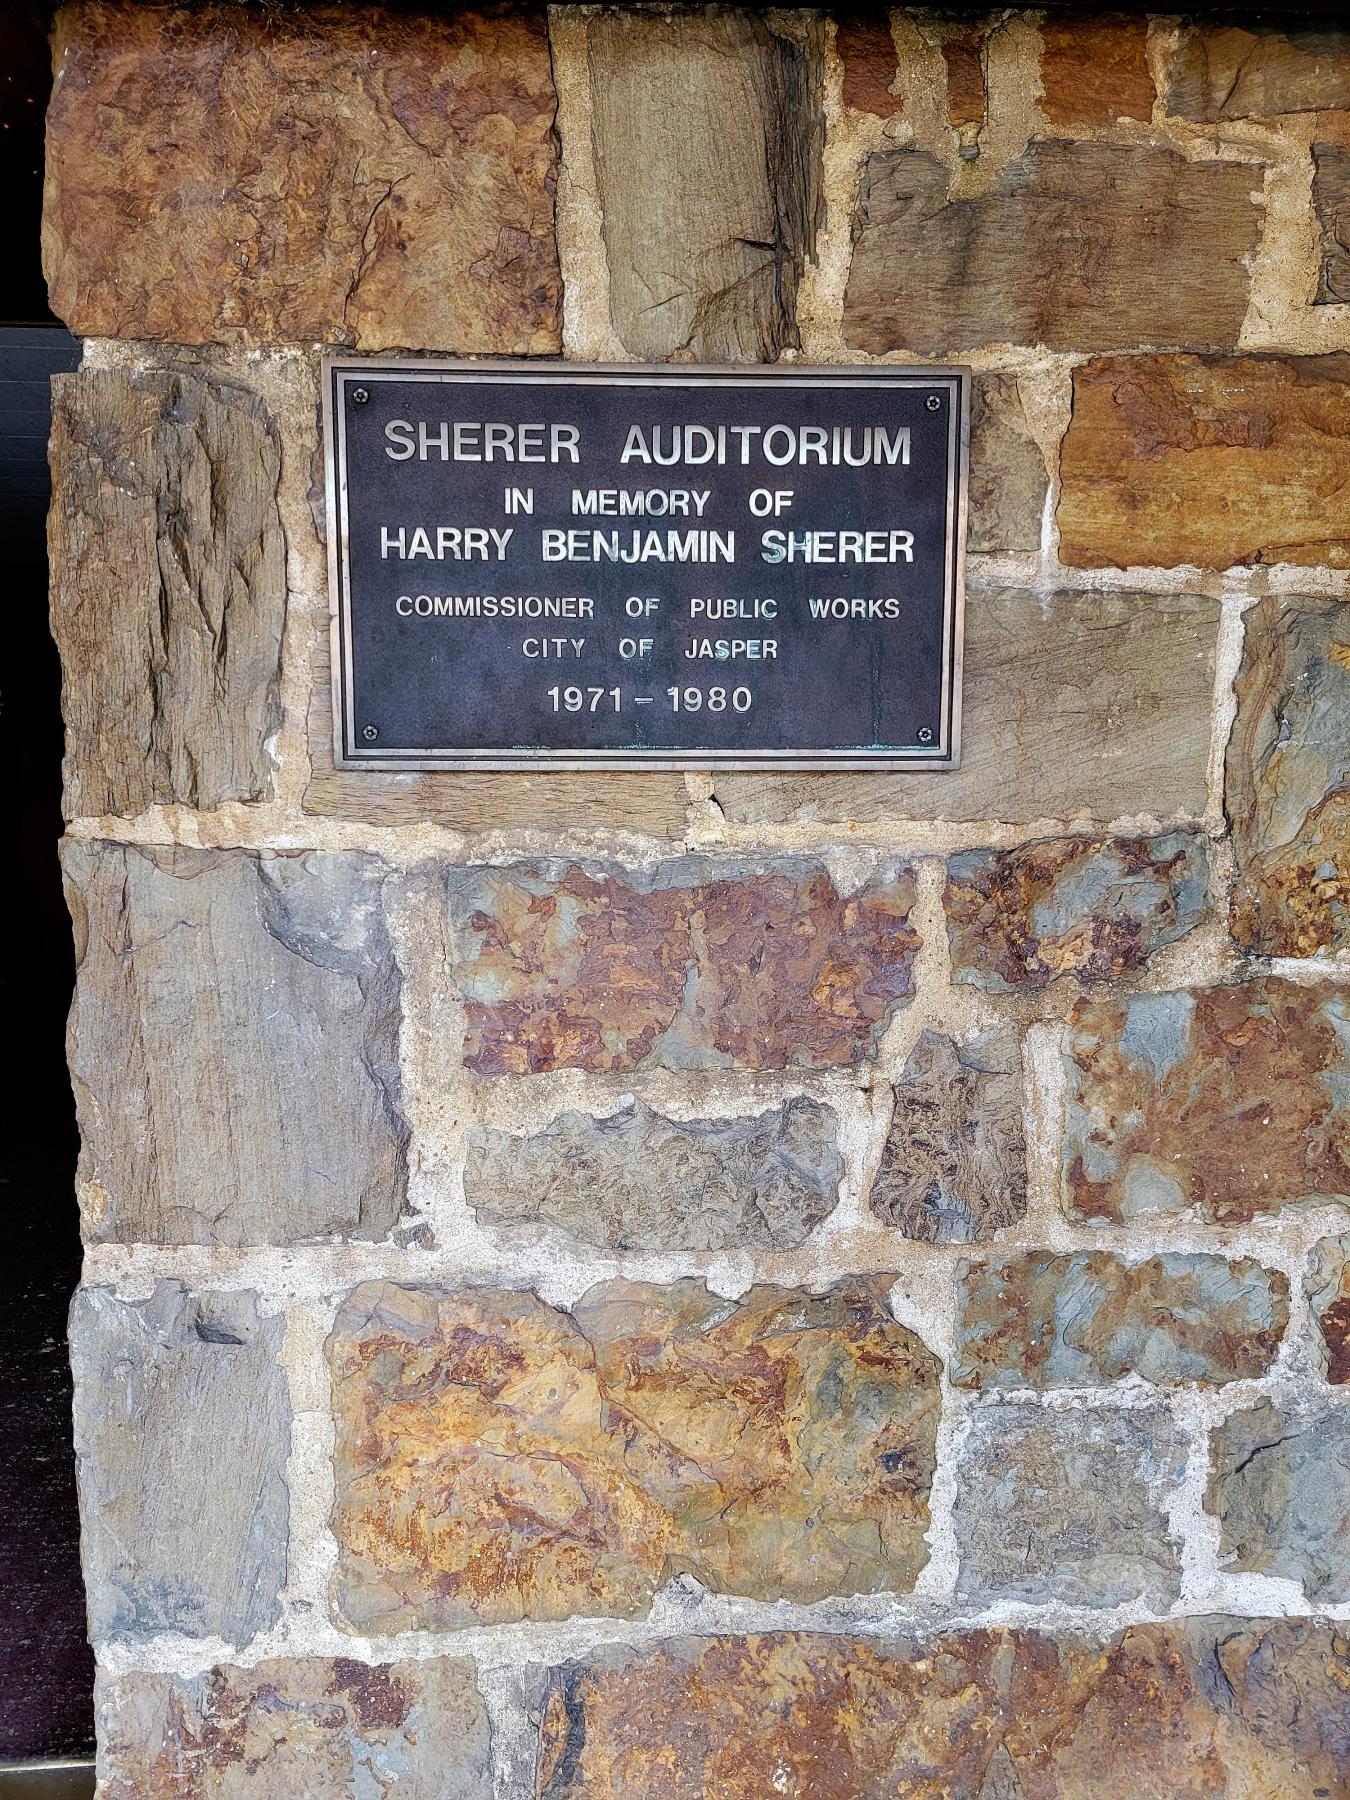 SHERER AUDITORIUM
IN MEMORY OF
HARRY BENJAMIN SHERER
COMMISSIONER OF PUBLIC WORKS
CITY OF JASPER
1971 – 1980